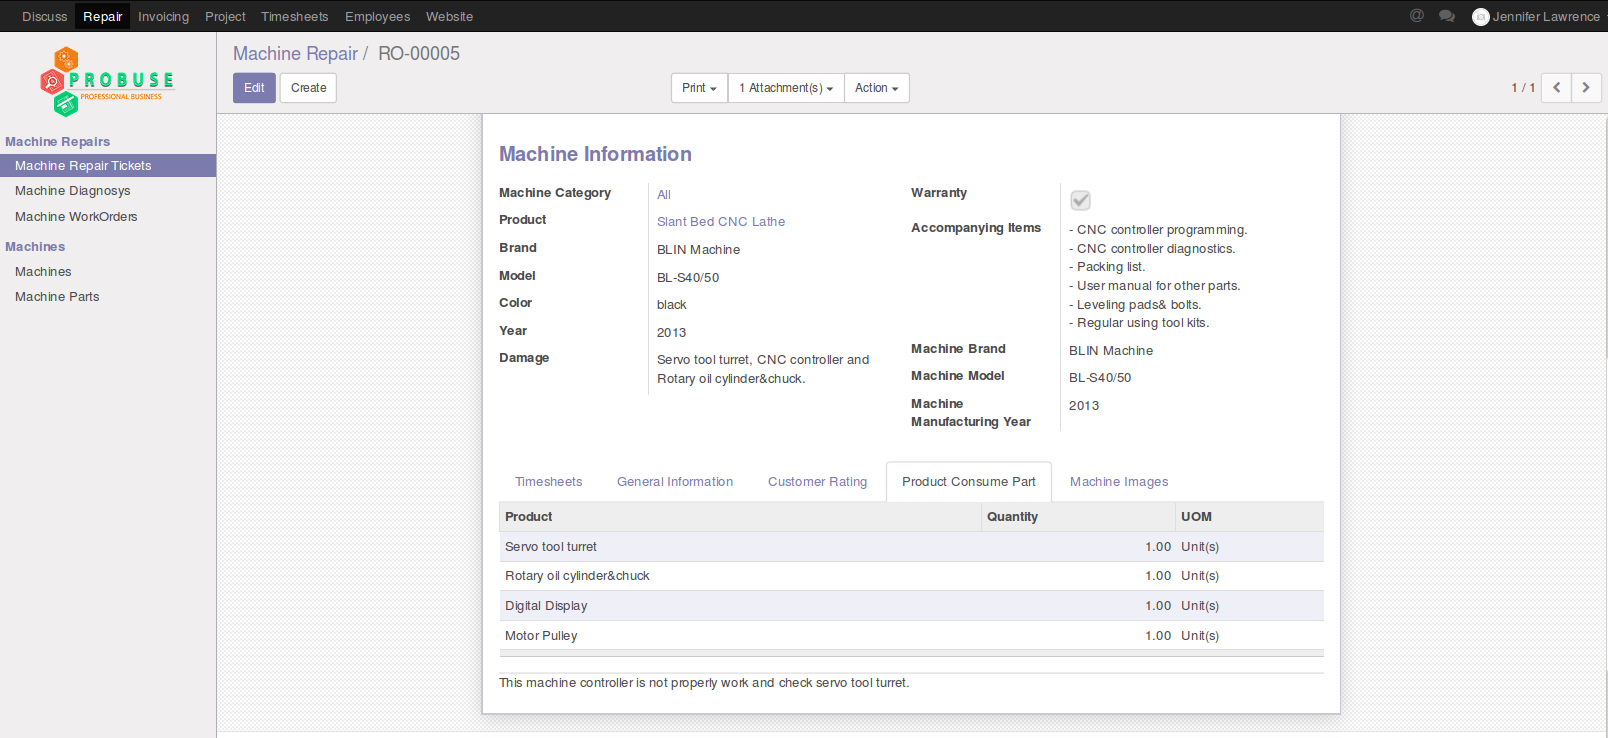 Discuss Repair Invoicing Project Timesheets Employees Website @ Jennifer Lawrence
PROBUSE
PROFESSIONAL BUSINESS
Machine Repairs
Machine Repair Tickets
Machine Diagnosys
Machine WorkOrders
Machines
Machines
Machine Parts
Machine Repair / RO-00005
Edit Create Print 1 Attachment(s) Action 1 / 1
Machine Information
Machine Category All
Product Slant Bed CNC Lathe
Brand BLIN Machine
Model BL-S40/50
Color black
Year 2013
Damage Servo tool turret, CNC controller and
Rotary oil cylinder&chuck.
Warranty
Accompanying Items - CNC controller programming.
- CNC controller diagnostics.
- Packing list.
- User manual for other parts.
- Leveling pads& bolts.
- Regular using tool kits.
Machine Brand BLIN Machine
Machine Model BL-S40/50
Machine
Manufacturing Year 2013
Timesheets General Information Customer Rating Product Consume Part Machine Images
Product Quantity UOM
Servo tool turret 1.00 Unit(s)
Rotary oil cylinder&chuck 1.00 Unit(s)
Digital Display 1.00 Unit(s)
Motor Pulley 1.00 Unit(s)
This machine controller is not properly work and check servo tool turret.